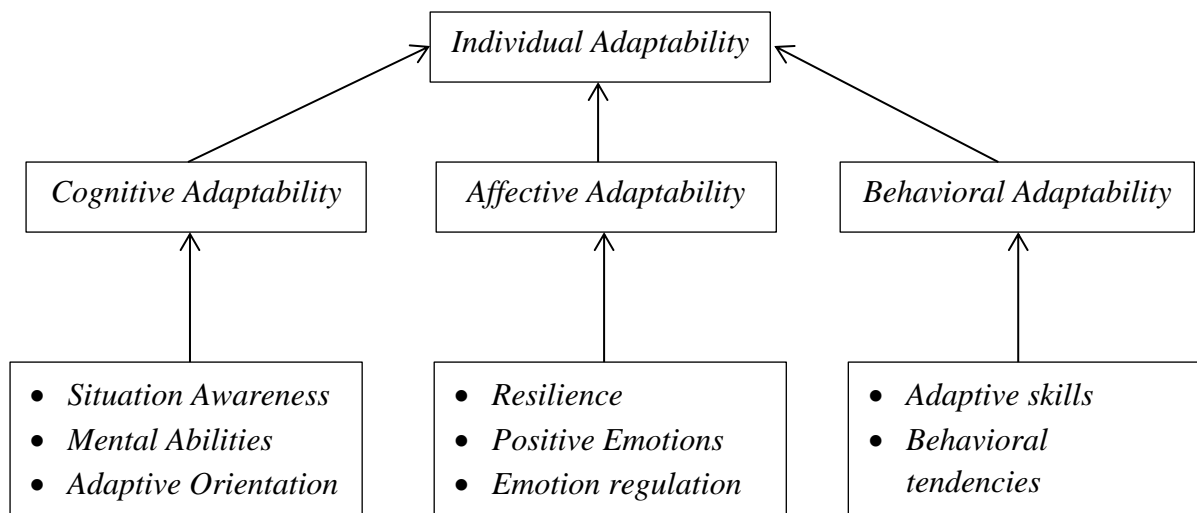 Individual Adaptability
Cognitive Adaptability
Affective Adaptability
Behavioral Adaptability
• Situation Awareness
• Mental Abilities
• Adaptive Orientation
• Resilience
• Positive Emotions
• Emotion regulation
• Adaptive skills
• Behavioral
tendencies